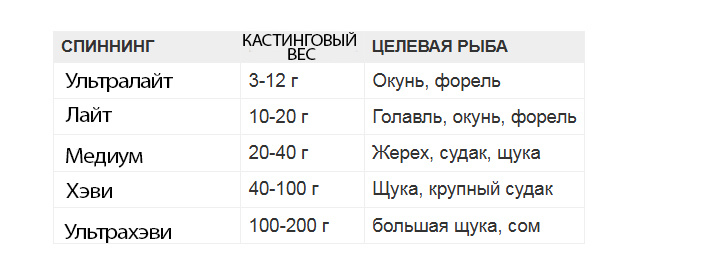 СПИННИНГ КАСТИНГОВЫЙ ВЕС ЦЕЛЕВАЯ РЫБА
Ультралайт 3-12 г Окунь, форель
Лайт 10-20 г Голавль, окунь, форель
Медиум 20-40 г Жерех, судак, щука
Хэви 40-100 г Щука, крупный судак
Ультрахэви 100-200 г большая щука, сом